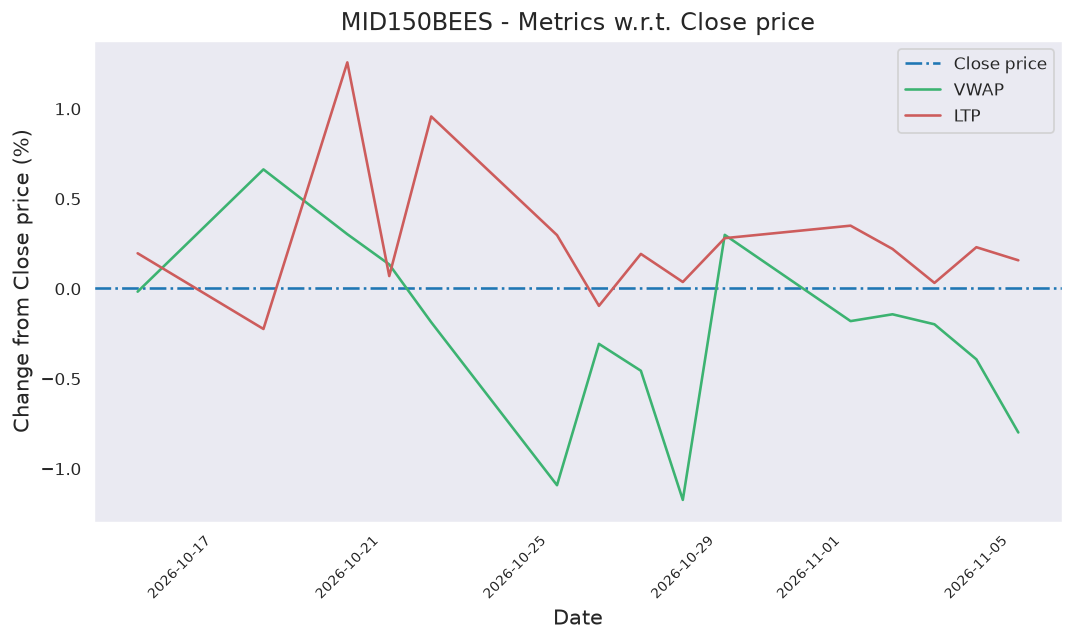 MID150BEES - Metrics w.r.t. Close price
Close price
VWAP
LTP
Change from Close price (%)
1.0
0.5
0.0
−0.5
−1.0
2026-10-17
2026-10-21
2026-10-25
2026-10-29
2026-11-01
2026-11-05
Date